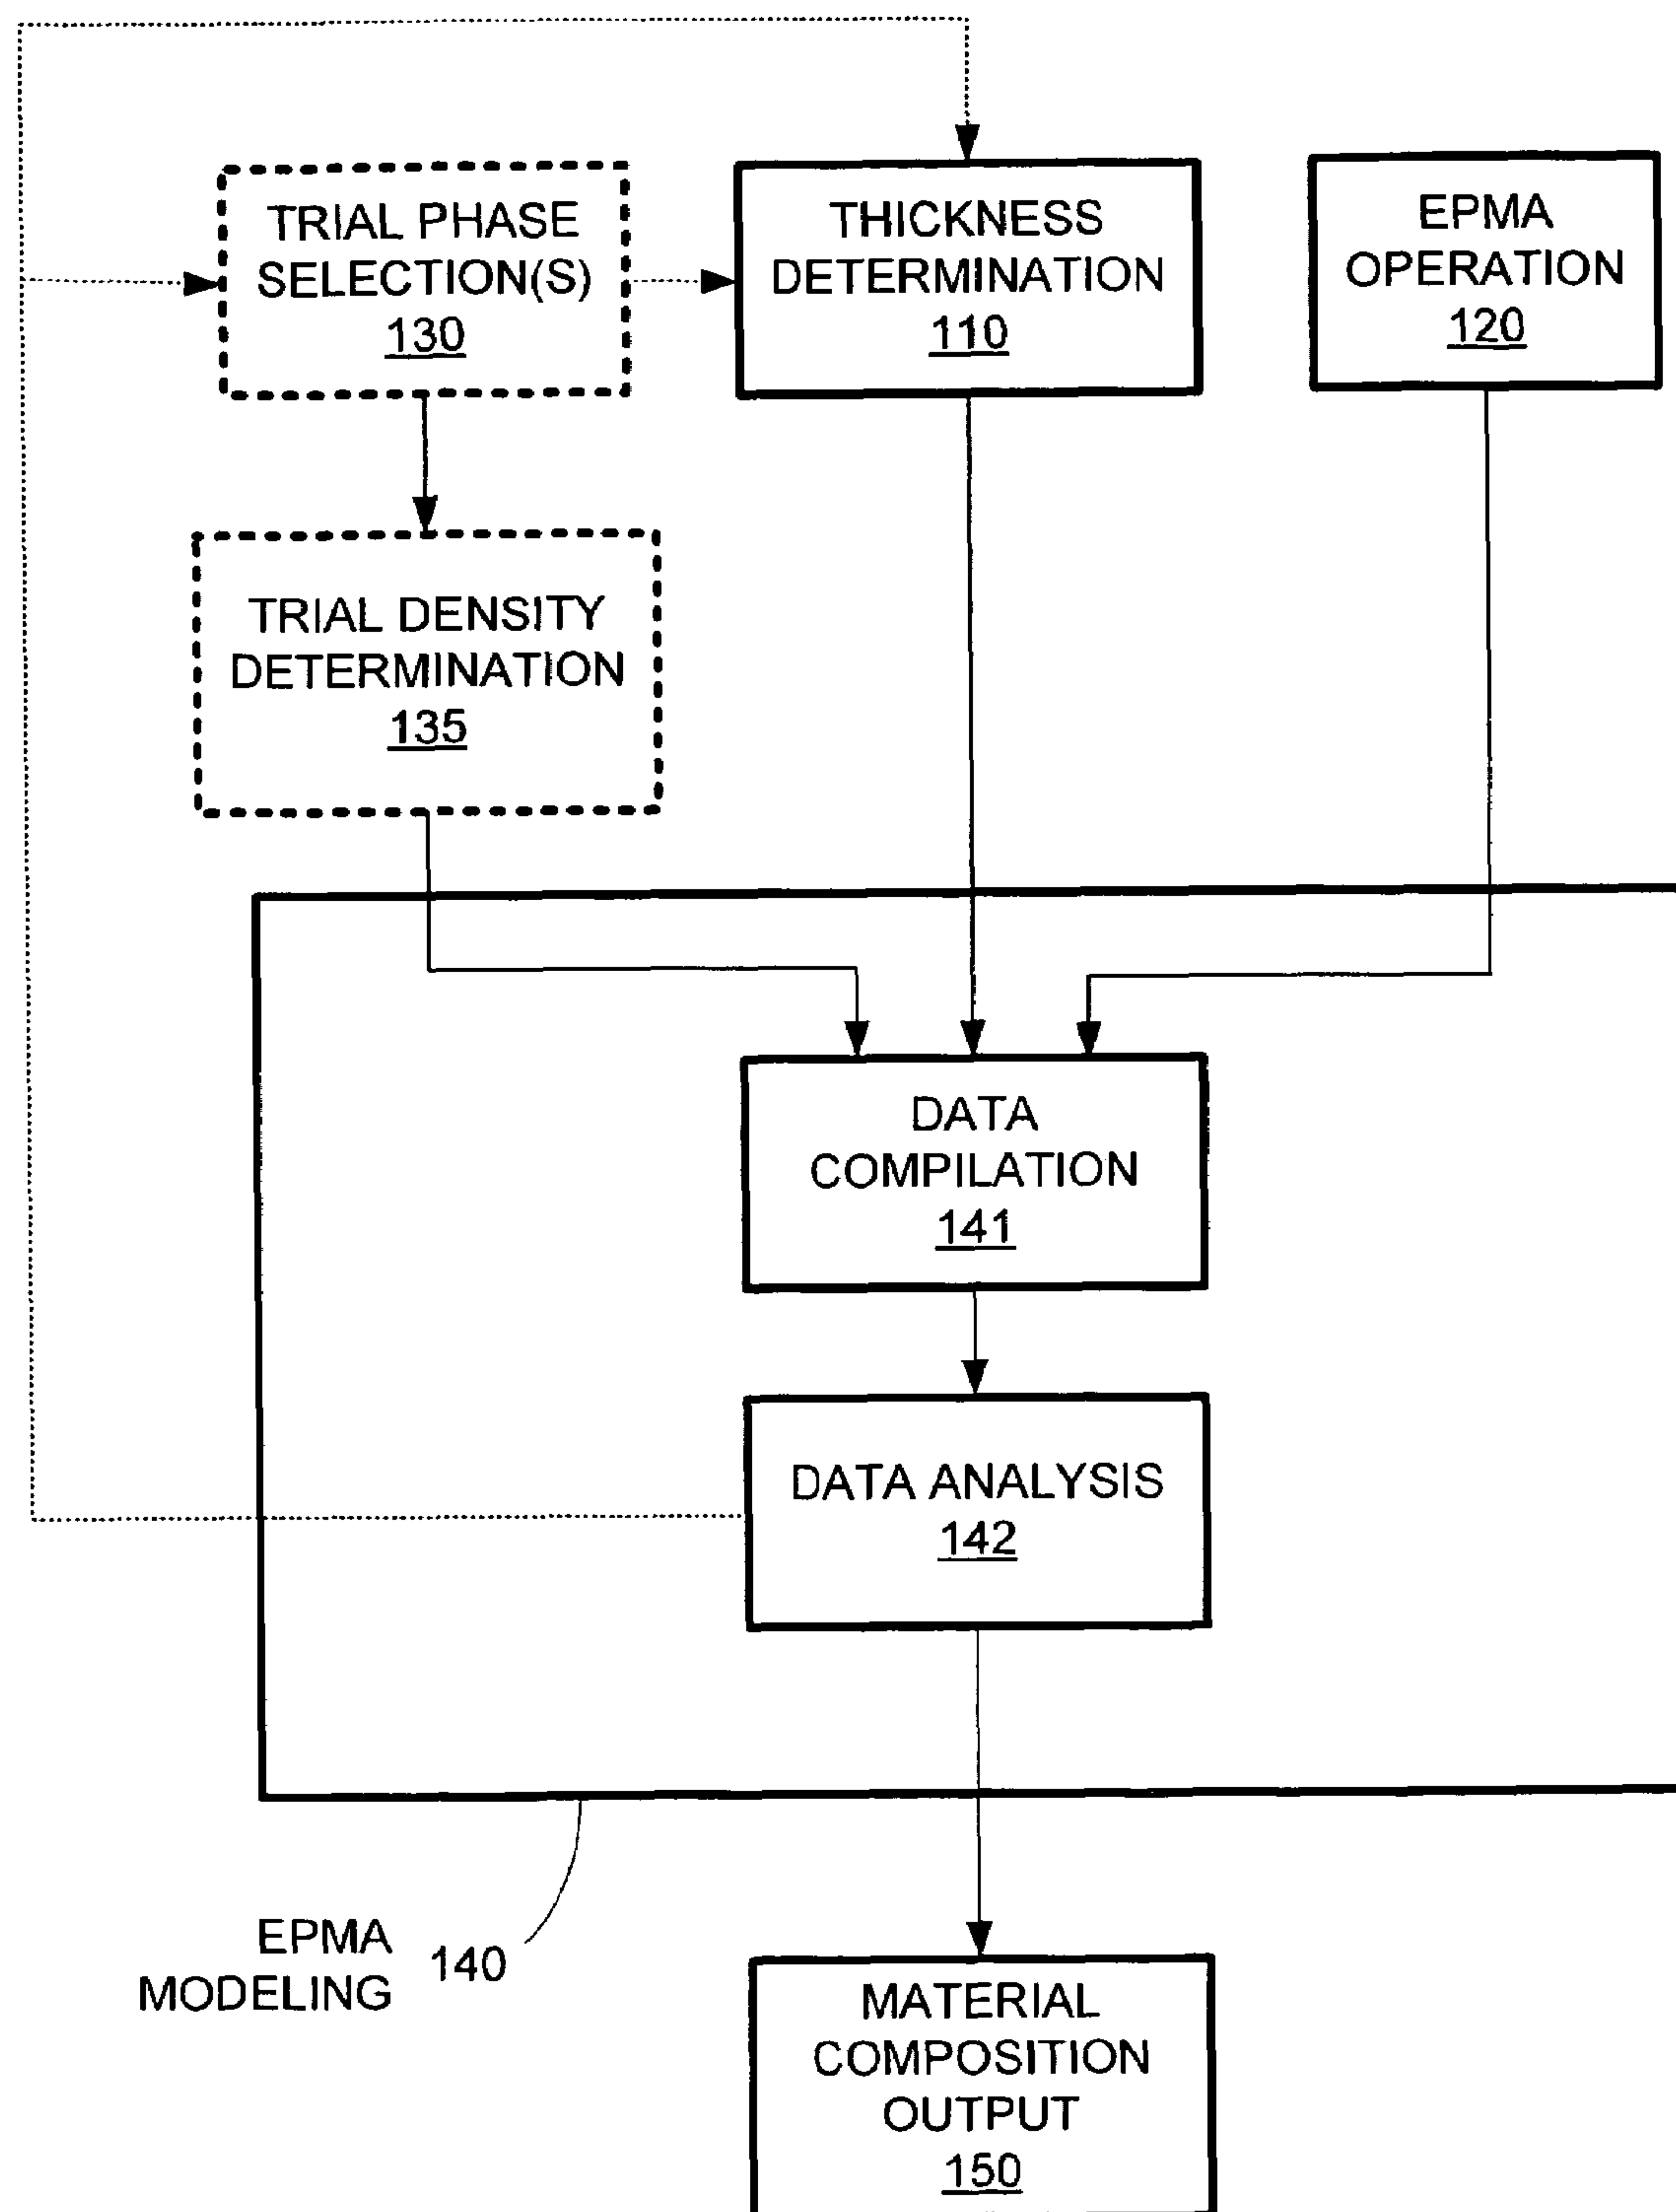 TRIAL PHASE
SELECTION(S)
130
THICKNESS
DETERMINATION
110
EPMA
OPERATION
120
TRIAL DENSITY
DETERMINATION
135
DATA
COMPILATION
141
DATA ANALYSIS
142
EPMA
MODELING
140
MATERIAL
COMPOSITION
OUTPUT
150